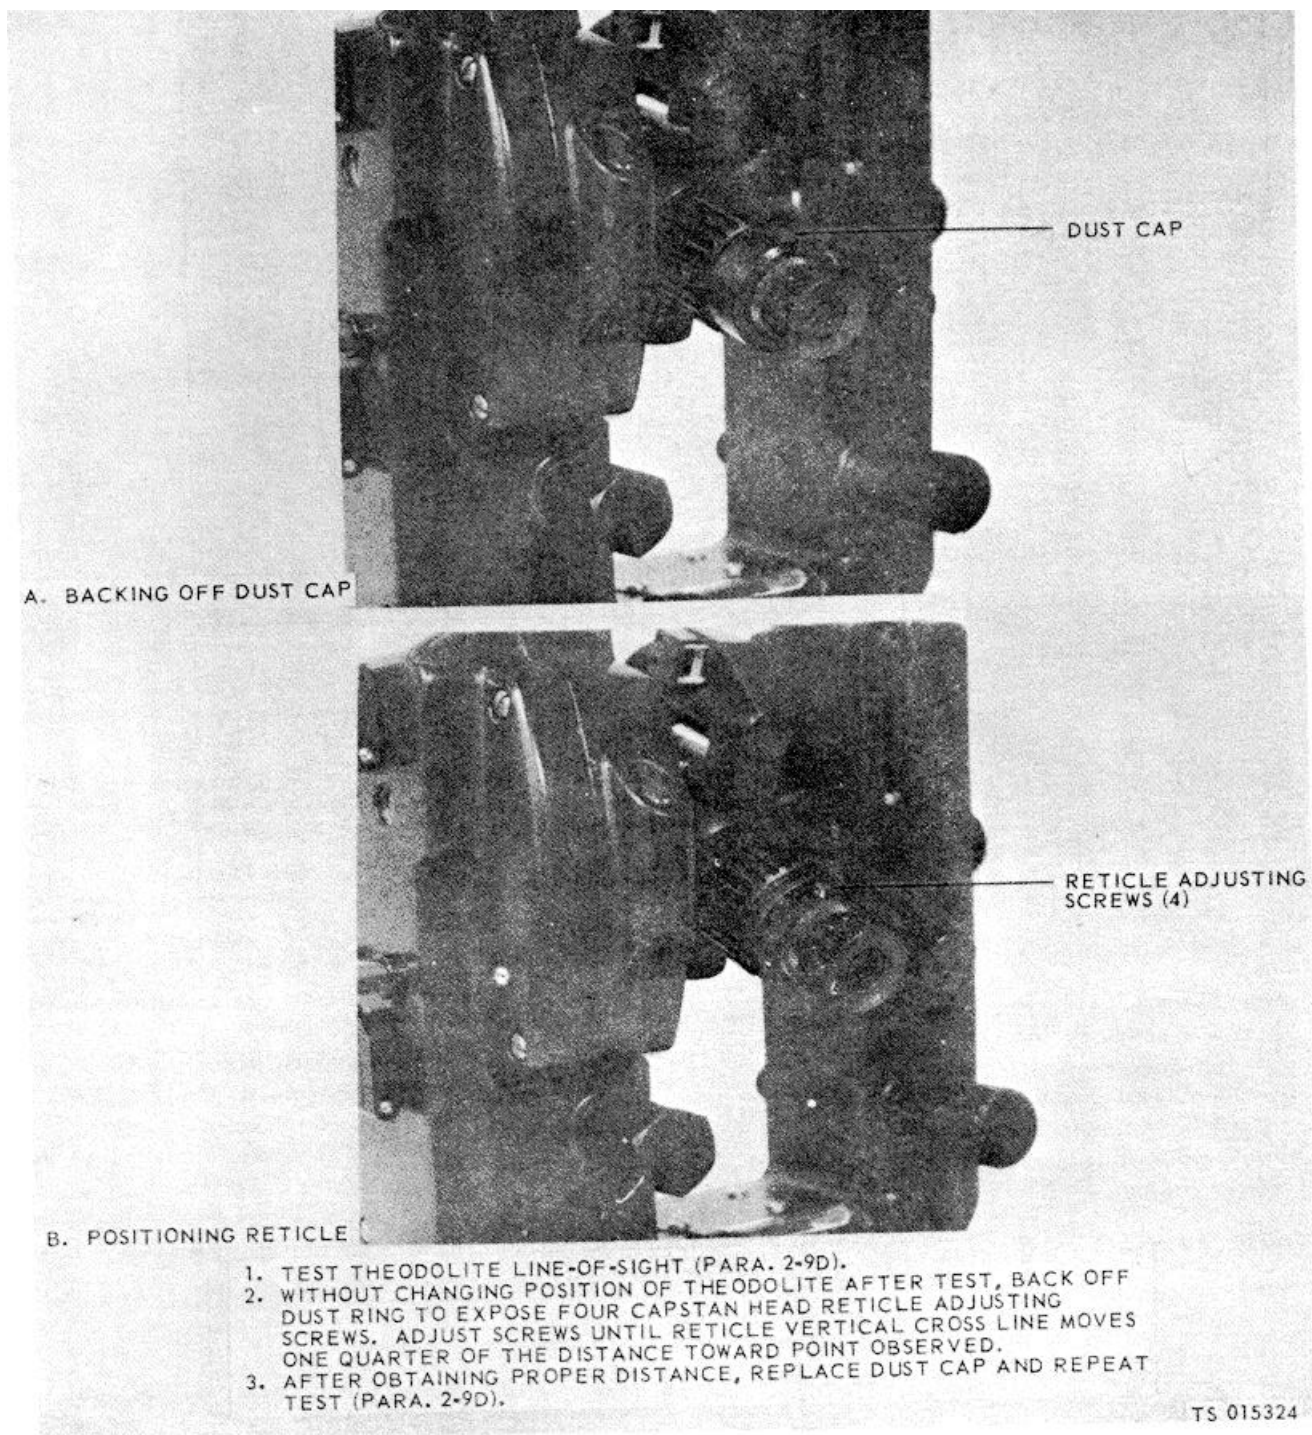 DUST CAP
A. BACKING OFF DUST CAP
RETICLE ADJUSTING
SCREWS (4)
B. POSITIONING RETICLE
1. TEST THEODOLITE LINE-OF-SIGHT (PARA. 2-9D).
2. WITHOUT CHANGING POSITION OF THEODOLITE AFTER TEST, BACK OFF
DUST RING TO EXPOSE FOUR CAPSTAN HEAD RETICLE ADJUSTING
SCREWS. ADJUST SCREWS UNTIL RETICLE VERTICAL CROSS LINE MOVES
ONE QUARTER OF THE DISTANCE TOWARD POINT OBSERVED.
3. AFTER OBTAINING PROPER DISTANCE, REPLACE DUST CAP AND REPEAT
TEST (PARA. 2-9D).
TS 015324